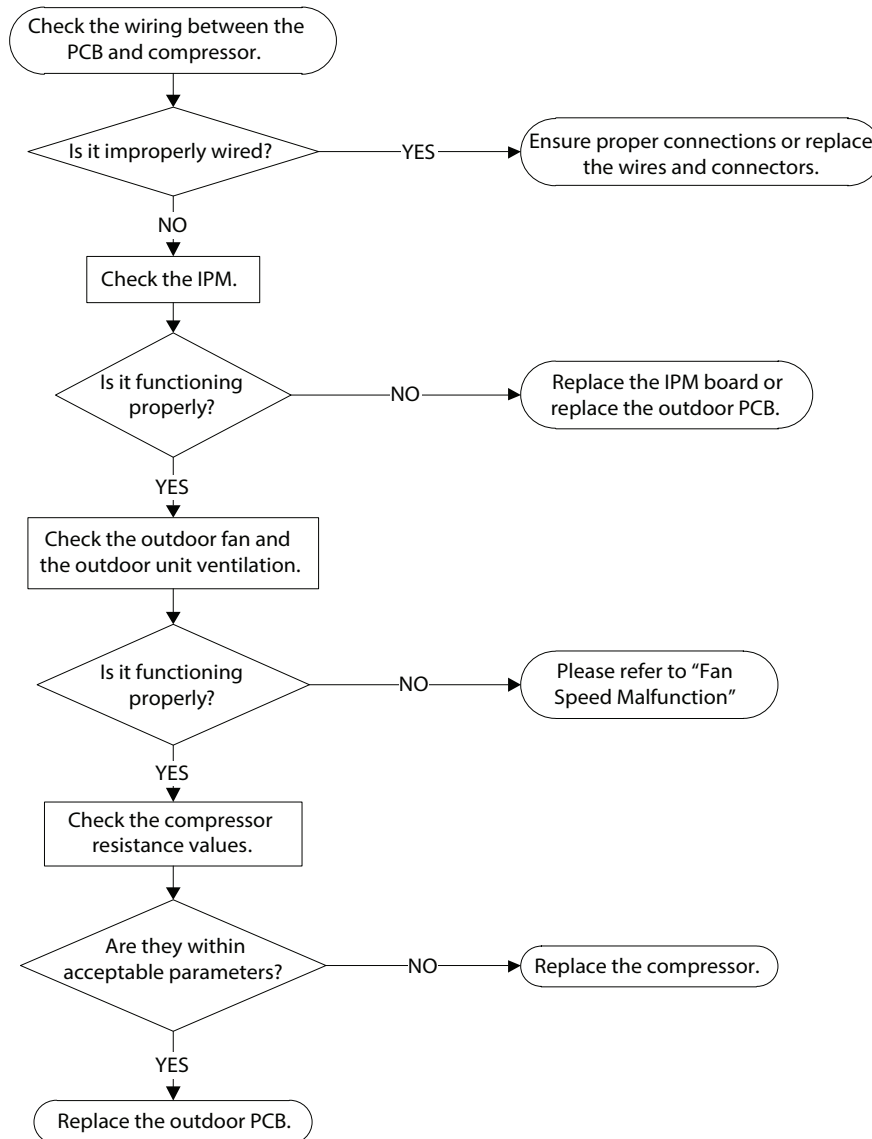 Check the wiring between the
PCB and compressor.
Is it improperly wired?
YES
Ensure proper connections or replace
the wires and connectors.
NO
Check the IPM.
Is it functioning
properly?
NO
Replace the IPM board or
replace the outdoor PCB.
YES
Check the outdoor fan and
the outdoor unit ventilation.
Is it functioning
properly?
NO
Please refer to “Fan
Speed Malfunction”
YES
Check the compressor
resistance values.
Are they within
acceptable parameters?
NO
Replace the compressor.
YES
Replace the outdoor PCB.